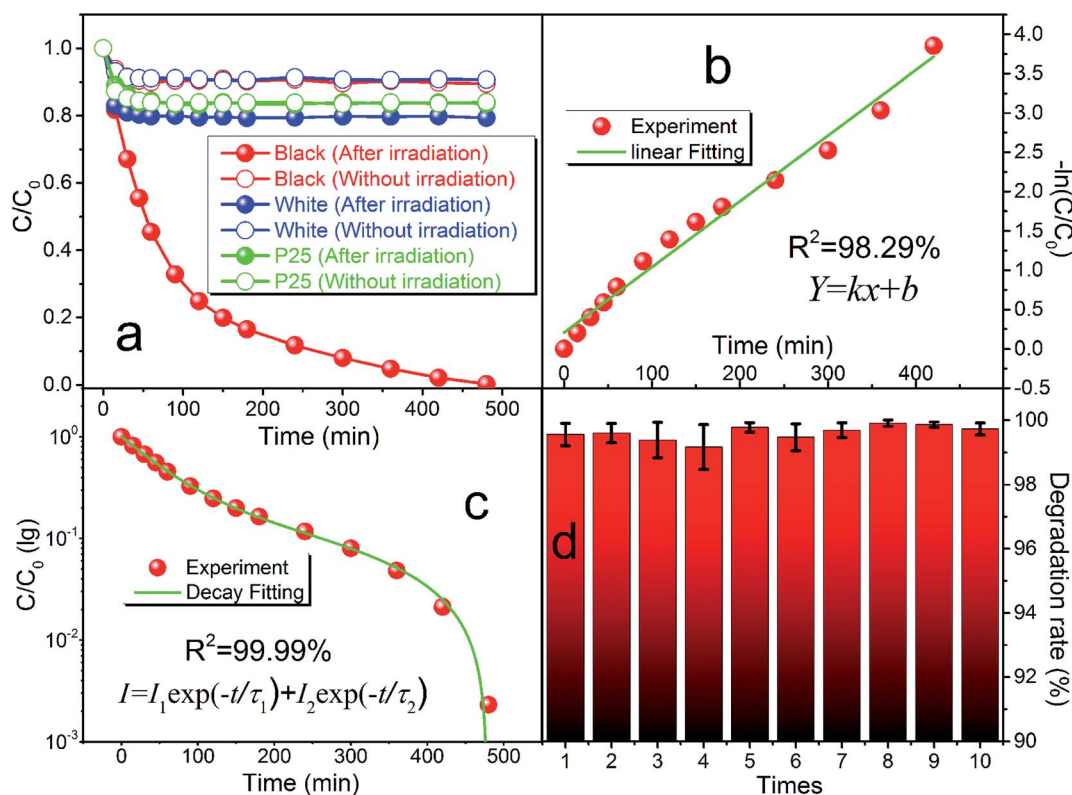 1.0
0.8
0.6
0.4
0.2
0.0
C/C0
Black (After irradiation)
Black (Without irradiation)
White (After irradiation)
White (Without irradiation)
P25 (After irradiation)
P25 (Without irradiation)
a
0 100 200 300 400 500
Time (min)
b
Experiment
linear Fitting
R2=98.29%
Y=kx+b
Time (min)
0 100 200 300 400
4.0
3.5
3.0
2.5
2.0
1.5
1.0
0.5
0.0
-0.5
-ln(C/C0)
100
10-1
10-2
10-3
C/C0 (lg)
c
Experiment
Decay Fitting
R2=99.99%
I=I1exp(-t/τ1)+I2exp(-t/τ2)
0 100 200 300 400 500
Time (min)
d
100
98
96
94
92
90
Degradation rate (%)
1 2 3 4 5 6 7 8 9 10
Times